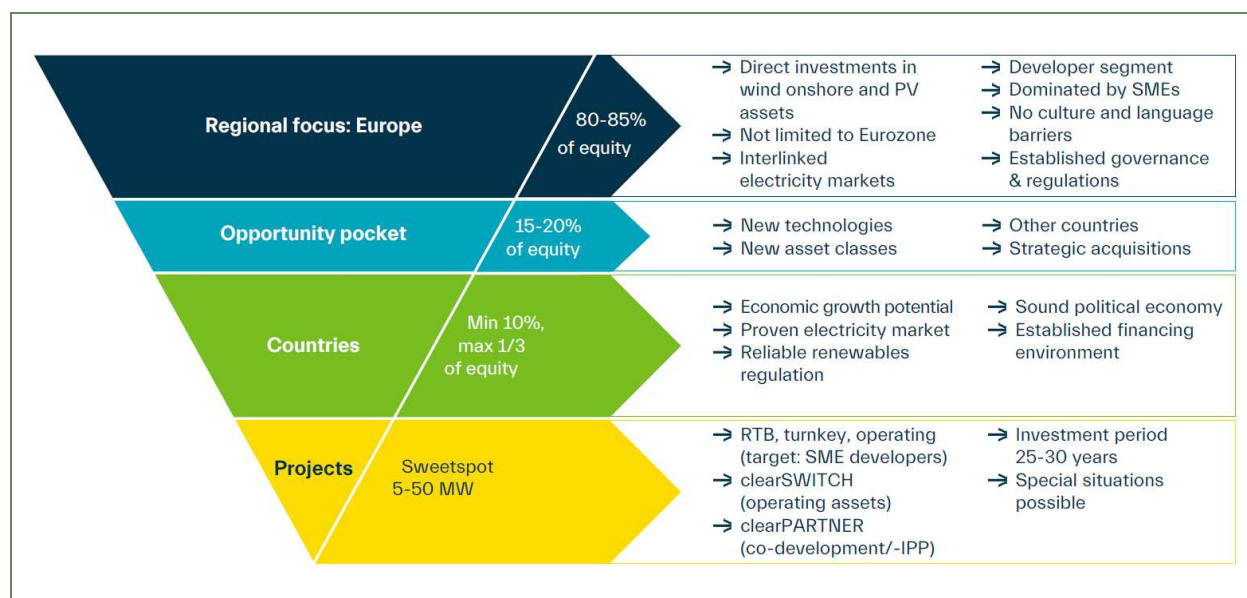 Regional focus: Europe
80-85%
of equity
→ Direct investments in
wind onshore and PV
assets
→ Not limited to Eurozone
→ Interlinked
electricity markets
→ Developer segment
→ Dominated by SMEs
→ No culture and language
barriers
→ Established governance
& regulations
Opportunity pocket
15-20%
of equity
→ New technologies
→ New asset classes
→ Other countries
→ Strategic acquisitions
Countries
Min 10%,
max 1/3
of equity
→ Economic growth potential
→ Proven electricity market
→ Reliable renewables
regulation
→ Sound political economy
→ Established financing
environment
Projects
Sweetspot
5-50 MW
→ RTB, turnkey, operating
(target: SME developers)
→ clearSWITCH
(operating assets)
→ clearPARTNER
(co-development/-IPP)
→ Investment period
25-30 years
→ Special situations
possible